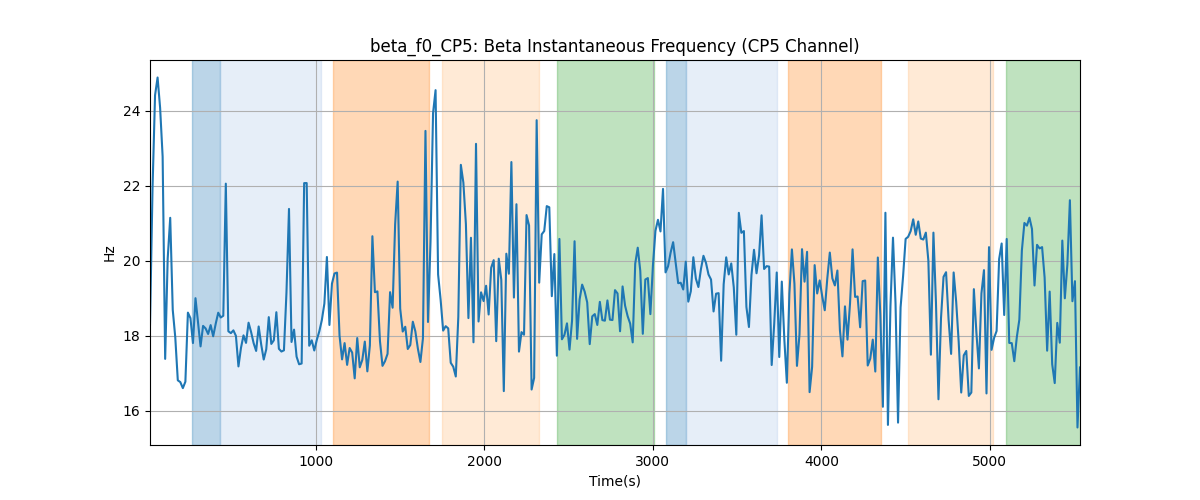 beta_f0_CP5: Beta Instantaneous Frequency (CP5 Channel)
24
22
20
18
16
Hz
1000 2000 3000 4000 5000
Time(s)